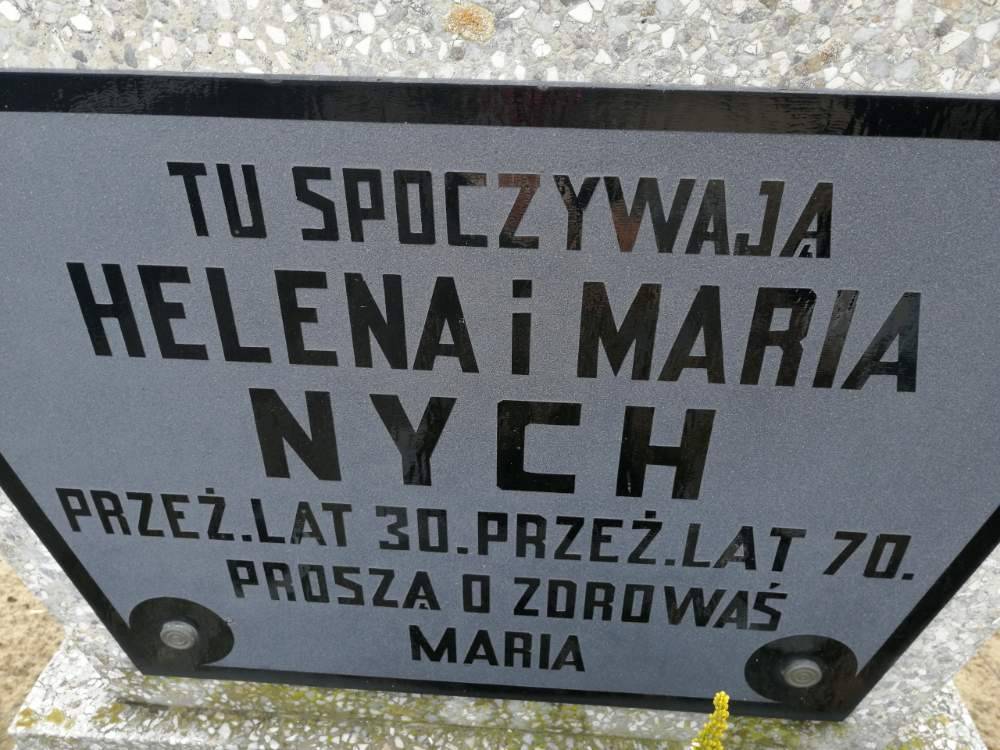 TU SPOCZYWAJĄ
HELENA i MARIA
NYCH
PRZEŻ.LAT 30. PRZEŻ.LAT 70.
PROSZĄ O ZDROWAŚ
MARIA